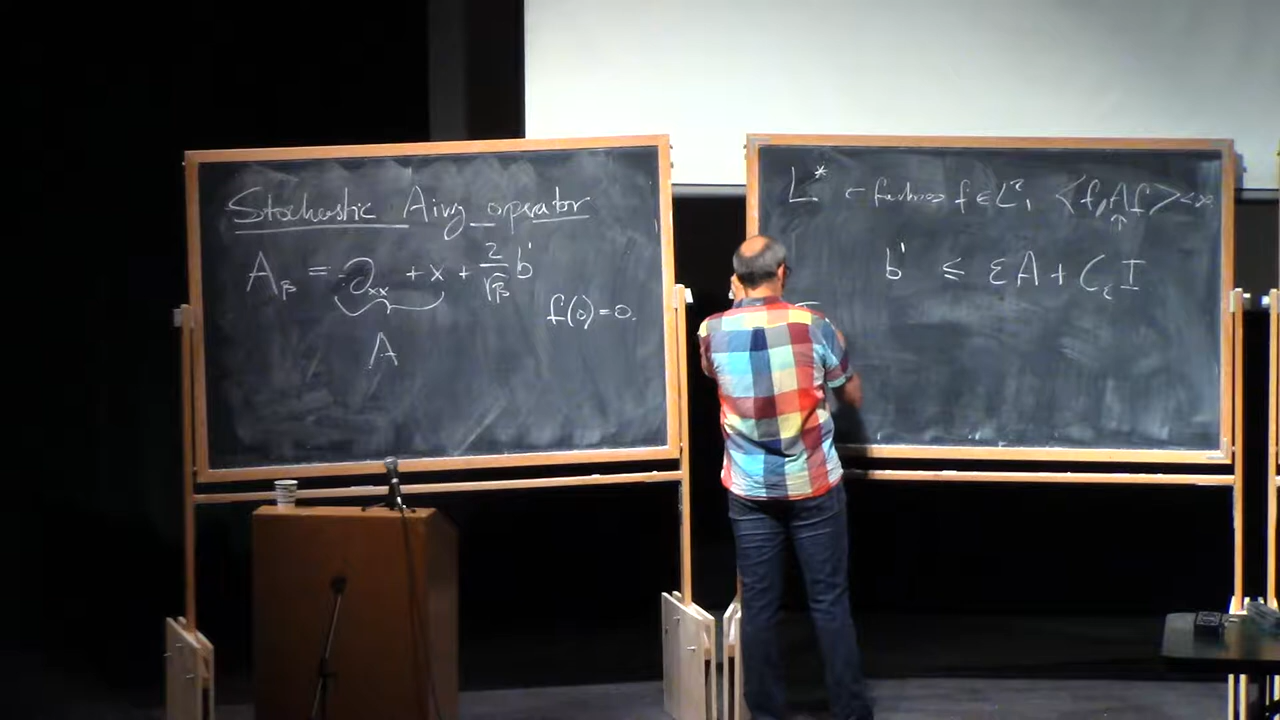 Stochastic Airy operator
A_β = -∂_xx + x + 2/√β b'
f(0)=0.
A
L* ← functions f ∈ L², <f, Af> < ∞
↑
b' ≤ εA + C_ε I